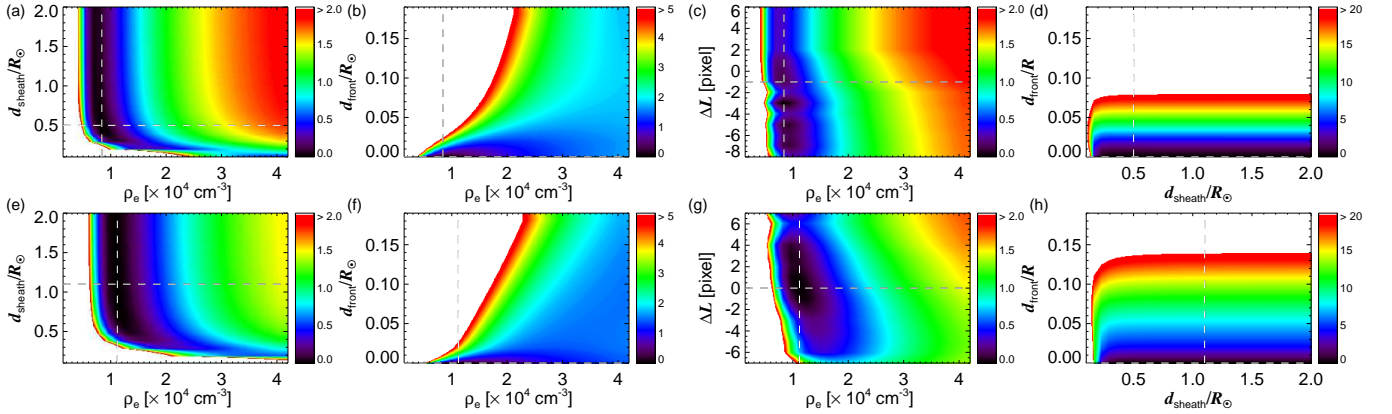 (a)
2.0
1.5
1.0
0.5
d_sheath/R_⊙
1 2 3 4
ρ_e [× 10^4 cm^-3]
> 2.0
1.5
1.0
0.5
0.0
(b)
0.15
0.10
0.05
0.00
d_front/R_⊙
1 2 3 4
ρ_e [× 10^4 cm^-3]
> 5
4
3
2
1
0
(c)
6
4
2
0
-2
-4
-6
-8
ΔL [pixel]
1 2 3 4
ρ_e [× 10^4 cm^-3]
> 2.0
1.5
1.0
0.5
0.0
(d)
0.15
0.10
0.05
0.00
d_front/R
0.5 1.0 1.5 2.0
d_sheath/R_⊙
> 20
15
10
5
0
(e)
2.0
1.5
1.0
0.5
d_sheath/R_⊙
1 2 3 4
ρ_e [× 10^4 cm^-3]
> 2.0
1.5
1.0
0.5
0.0
(f)
0.15
0.10
0.05
0.00
d_front/R_⊙
1 2 3 4
ρ_e [× 10^4 cm^-3]
> 5
4
3
2
1
0
(g)
6
4
2
0
-2
-4
-6
ΔL [pixel]
1 2 3 4
ρ_e [× 10^4 cm^-3]
> 2.0
1.5
1.0
0.5
0.0
(h)
0.15
0.10
0.05
0.00
d_front/R
0.5 1.0 1.5 2.0
d_sheath/R_⊙
> 20
15
10
5
0